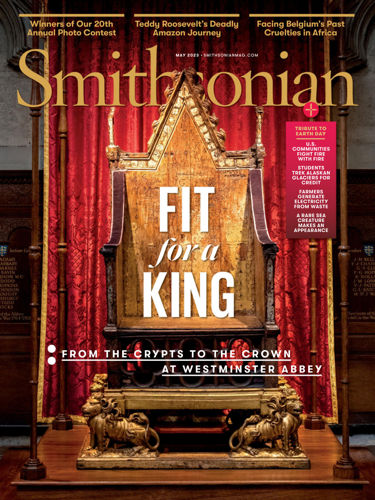 Winners of Our 20th
Annual Photo Contest
Teddy Roosevelt's Deadly
Amazon Journey
Facing Belgium's Past
Cruelties in Africa
MAY 2023 • SMITHSONIANMAG.COM
Smithsonian
+
TRIBUTE TO
EARTH DAY
U.S.
COMMUNITIES
FIGHT FIRE
WITH FIRE
STUDENTS
TREK ALASKAN
GLACIERS FOR
CREDIT
FARMERS
GENERATE
ELECTRICITY
FROM WASTE
A RARE SEA
CREATURE
MAKES AN
APPEARANCE
FIT
for a
KING
FROM THE CRYPTS TO THE CROWN
AT WESTMINSTER ABBEY